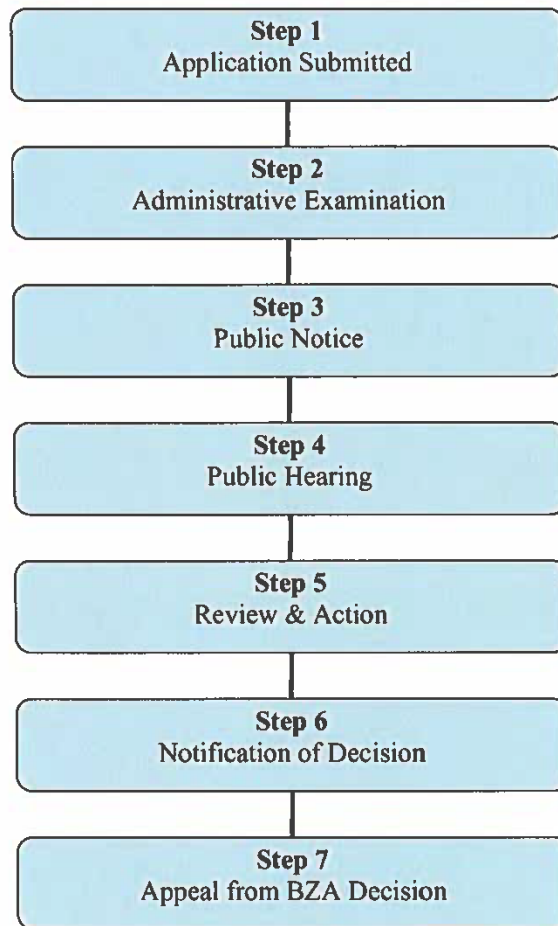 Step 1
Application Submitted
Step 2
Administrative Examination
Step 3
Public Notice
Step 4
Public Hearing
Step 5
Review & Action
Step 6
Notification of Decision
Step 7
Appeal from BZA Decision